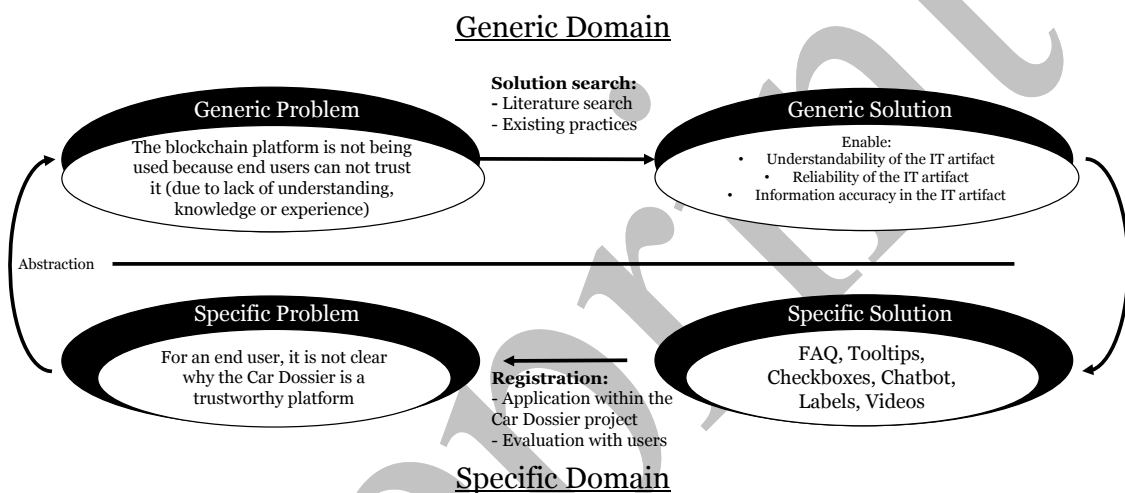 Generic Domain
Solution search:
- Literature search
- Existing practices
Generic Problem
The blockchain platform is not being
used because end users can not trust
it (due to lack of understanding,
knowledge or experience)
Generic Solution
Enable:
• Understandability of the IT artifact
• Reliability of the IT artifact
• Information accuracy in the IT artifact
Abstraction
Specific Problem
For an end user, it is not clear
why the Car Dossier is a
trustworthy platform
Registration:
- Application within the
Car Dossier project
- Evaluation with users
Specific Solution
FAQ, Tooltips,
Checkboxes, Chatbot,
Labels, Videos
Specific Domain